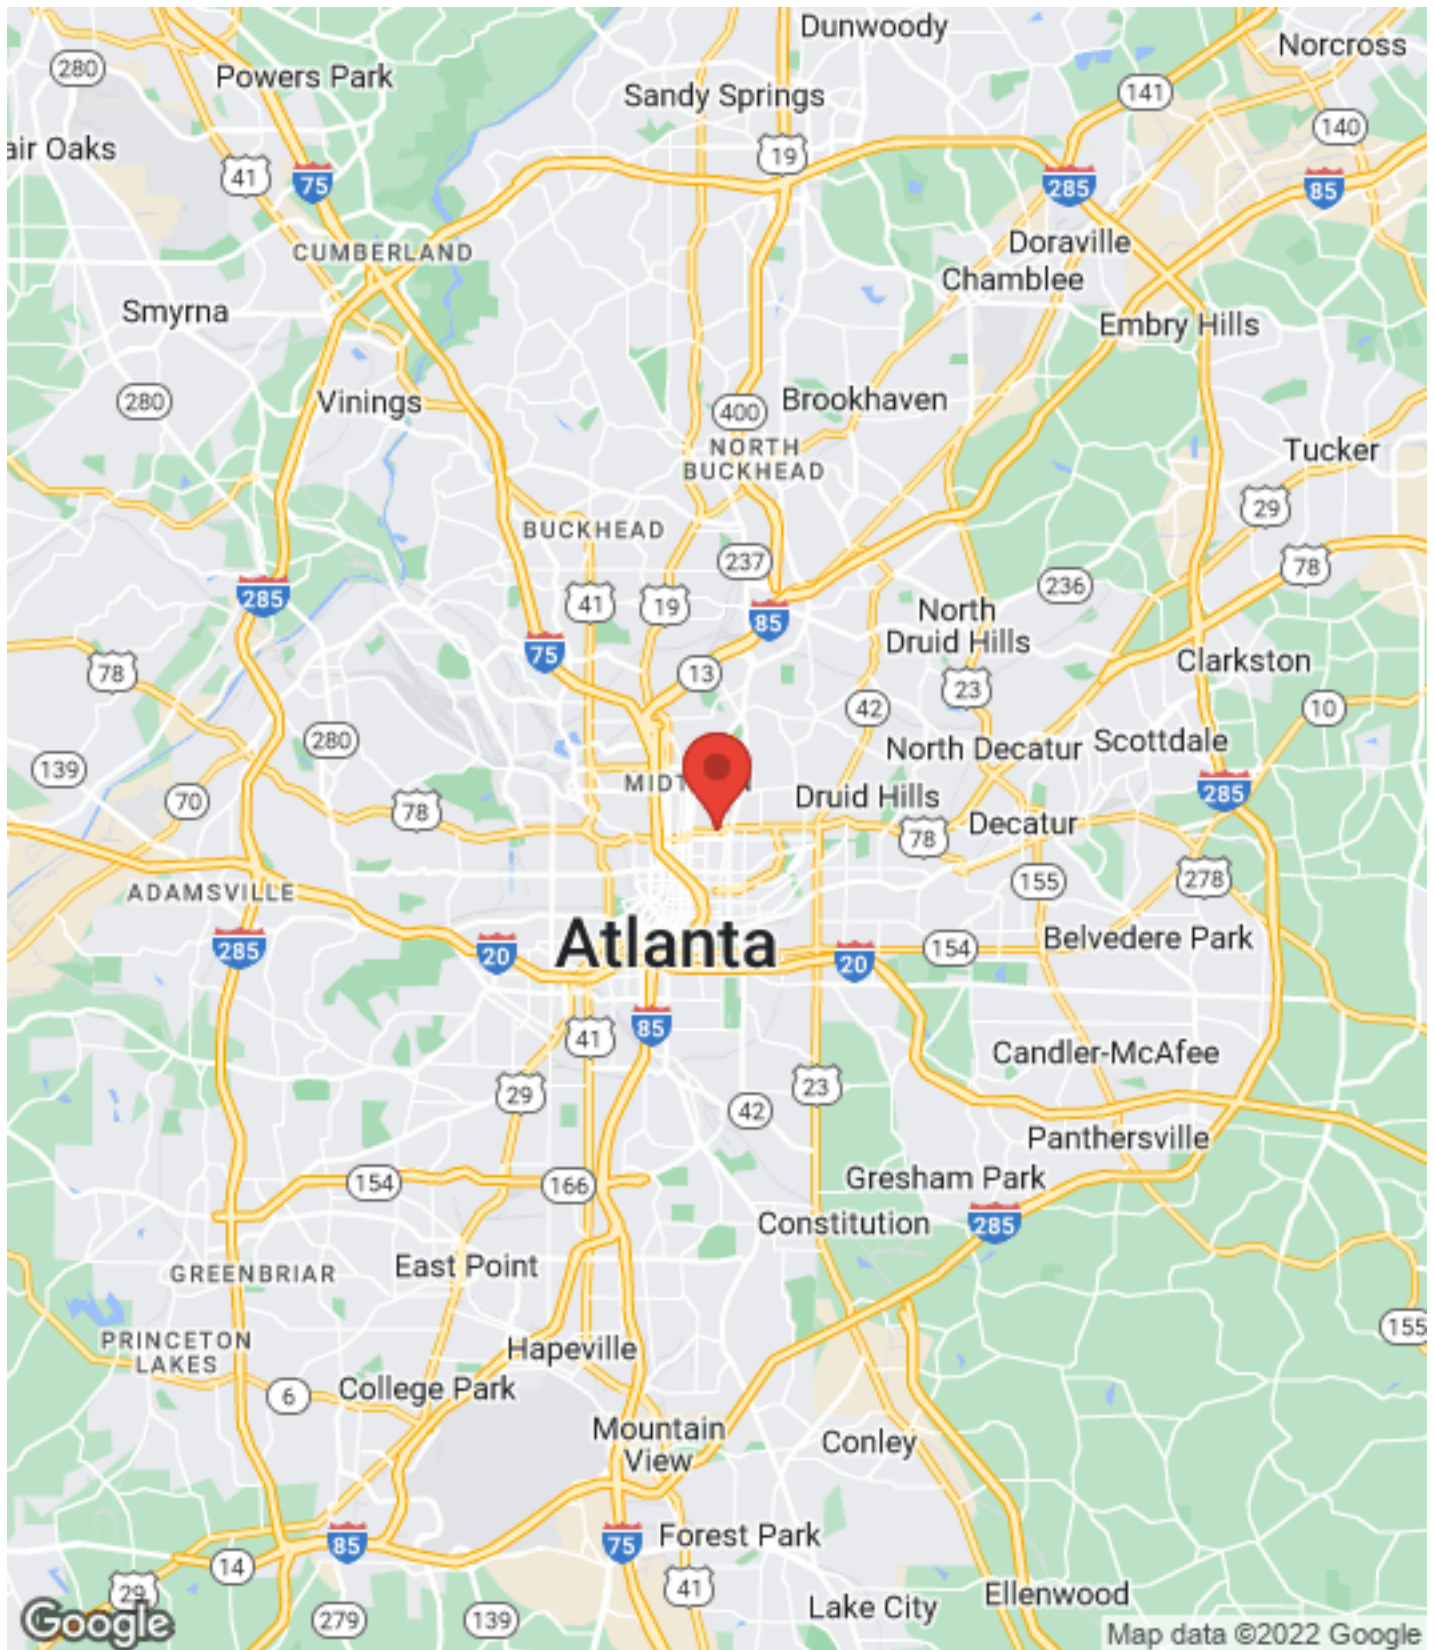 Dunwoody
Norcross
280
Powers Park
Sandy Springs
141
140
air Oaks
19
41
75
285
85
Doraville
CUMBERLAND
Chamblee
Smyrna
Embry Hills
280
Vinings
400
Brookhaven
NORTH
BUCKHEAD
Tucker
29
BUCKHEAD
237
78
236
285
41
19
85
North
Druid Hills
75
78
13
Clarkston
23
42
10
280
North Decatur
Scottdale
139
MIDT
N
285
70
Druid Hills
78
Decatur
78
155
278
ADAMSVILLE
Belvedere Park
285
20
Atlanta
20
154
85
41
Candler-McAfee
29
23
42
Panthersville
154
166
Gresham Park
285
Constitution
East Point
GREENBRIAR
155
PRINCETON
LAKES
Hapeville
6
College Park
Mountain
View
Conley
85
75
Forest Park
14
29
41
Ellenwood
Lake City
Google
279
139
Map data ©2022 Google